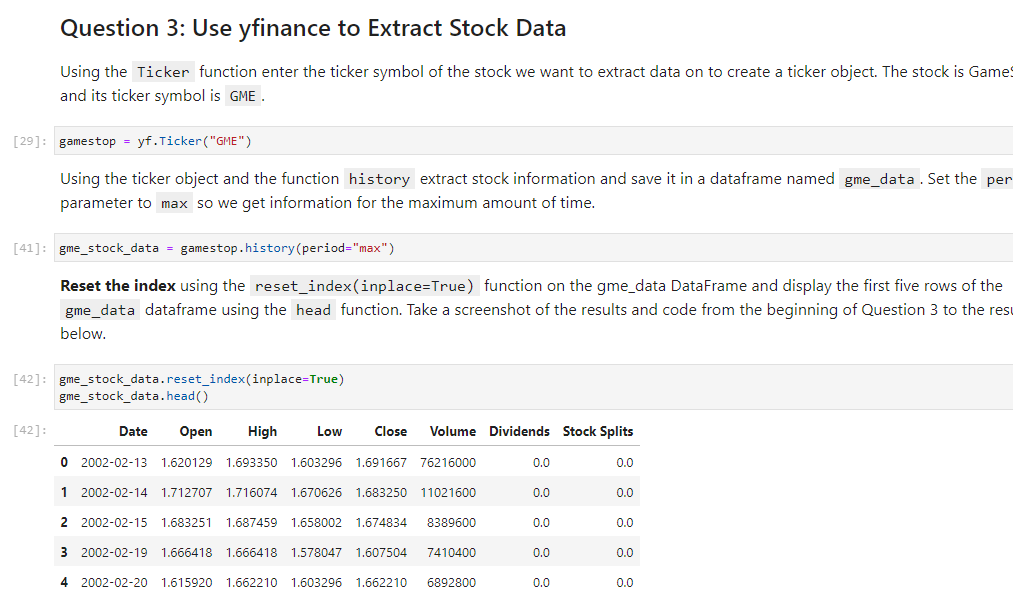 Question 3: Use yfinance to Extract Stock Data
Using the Ticker function enter the ticker symbol of the stock we want to extract data on to create a ticker object. The stock is Game
and its ticker symbol is GME .
[29]: gamestop = yf.Ticker("GME")
Using the ticker object and the function history extract stock information and save it in a dataframe named gme_data . Set the per
parameter to max so we get information for the maximum amount of time.
[41]: gme_stock_data = gamestop.history(period="max")
Reset the index using the reset_index(inplace=True) function on the gme_data DataFrame and display the first five rows of the
gme_data dataframe using the head function. Take a screenshot of the results and code from the beginning of Question 3 to the resu
below.
[42]: gme_stock_data.reset_index(inplace=True)
gme_stock_data.head()
[42]: Date Open High Low Close Volume Dividends Stock Splits
0 2002-02-13 1.620129 1.693350 1.603296 1.691667 76216000 0.0 0.0
1 2002-02-14 1.712707 1.716074 1.670626 1.683250 11021600 0.0 0.0
2 2002-02-15 1.683251 1.687459 1.658002 1.674834 8389600 0.0 0.0
3 2002-02-19 1.666418 1.666418 1.578047 1.607504 7410400 0.0 0.0
4 2002-02-20 1.615920 1.662210 1.603296 1.662210 6892800 0.0 0.0